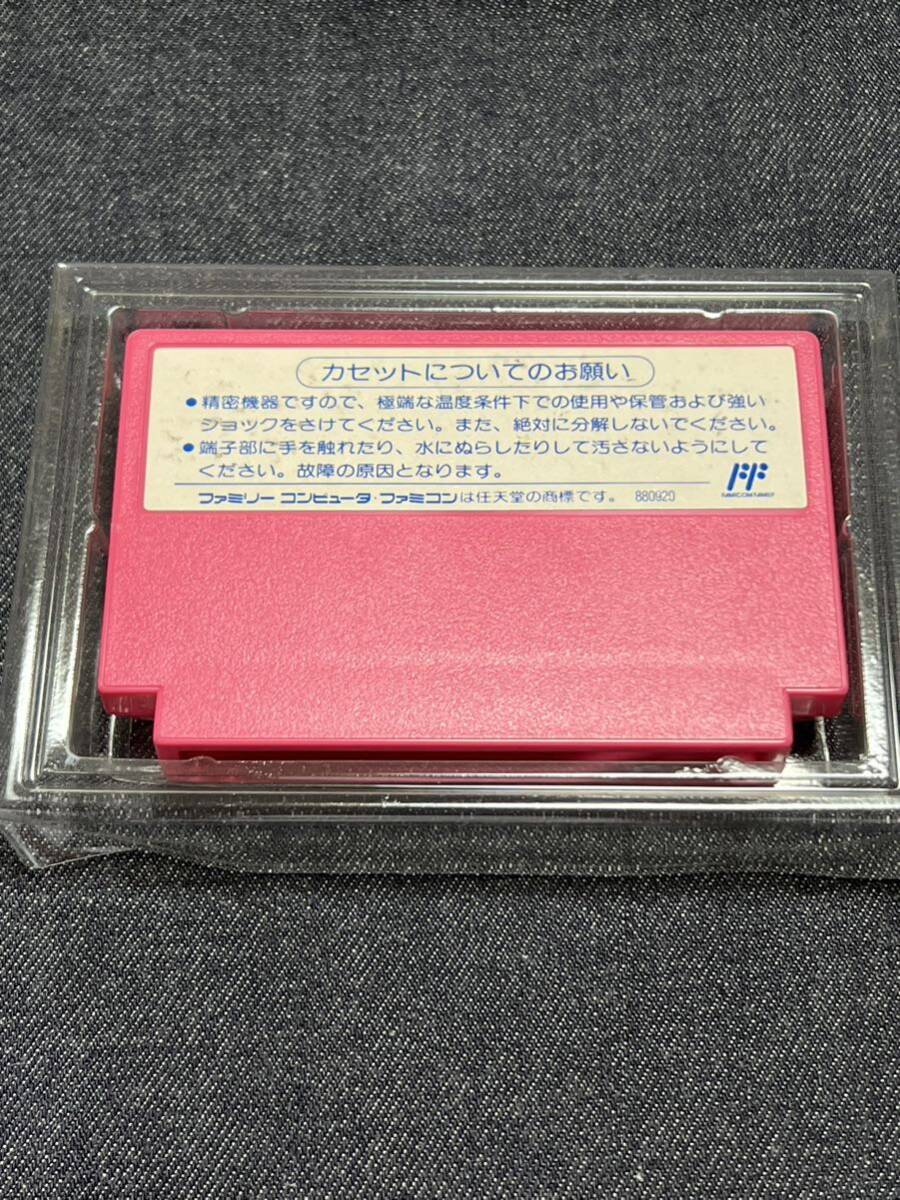 カセットについてのお願い
●精密機器ですので、極端な温度条件下での使用や保管および強い
ショックをさけてください。また、絶対に分解しないでください。
●端子部に手を触れたり、水にぬらしたりして汚さないようにして
ください。故障の原因となります。
FF
FAMICOM FAMILY
ファミリー コンピュータ・ファミコンは任天堂の商標です。 880920